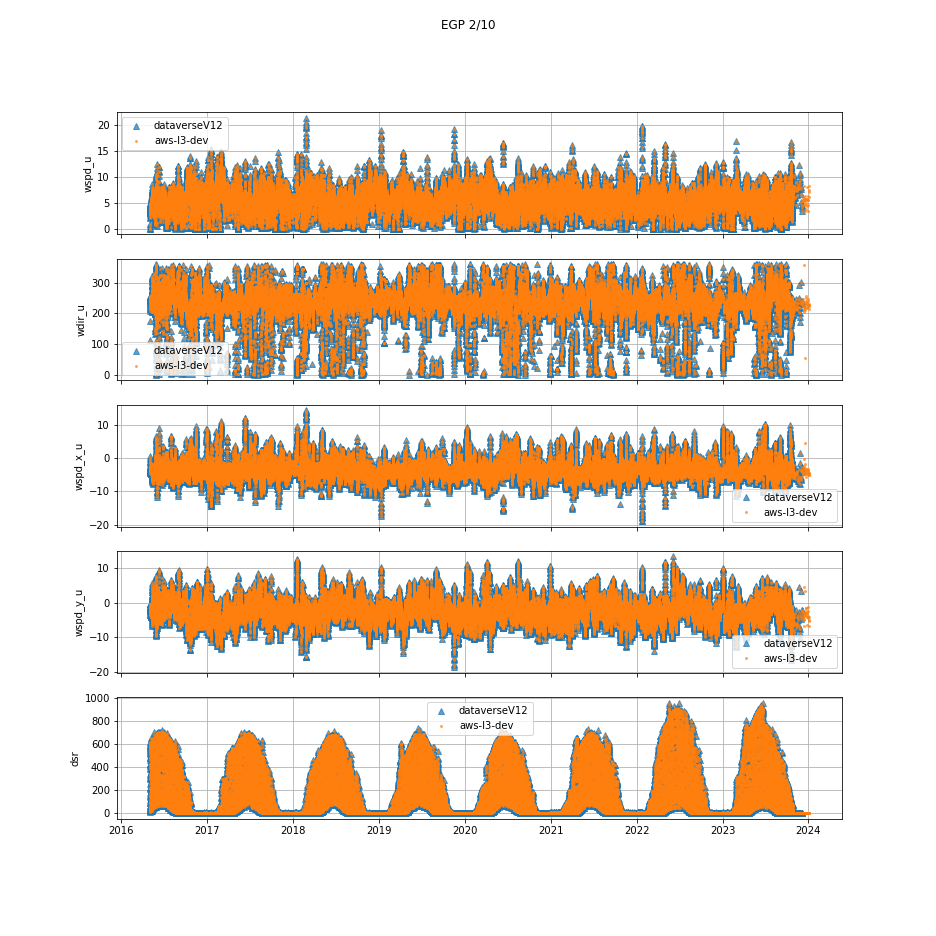 EGP 2/10
20
15
10
5
0
wspd_u
dataverseV12
aws-l3-dev
300
200
100
0
wdir_u
dataverseV12
aws-l3-dev
10
0
−10
−20
wspd_x_u
dataverseV12
aws-l3-dev
10
0
−10
−20
wspd_y_u
dataverseV12
aws-l3-dev
1000
800
600
400
200
0
dsr
dataverseV12
aws-l3-dev
2016 2017 2018 2019 2020 2021 2022 2023 2024